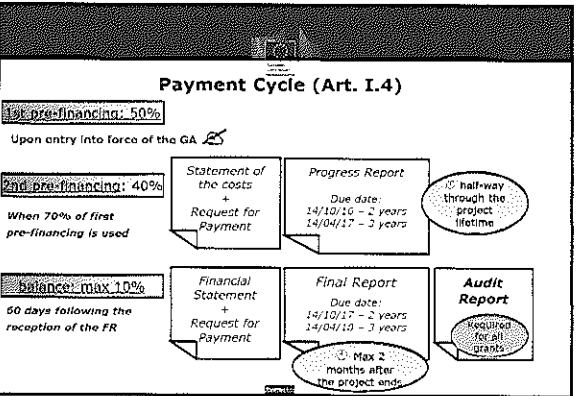 Payment Cycle (Art. I.4)
1st pre-financing: 50%
Upon entry into force of the GA
2nd pre-financing: 40%
When 70% of first
pre-financing is used
Statement of
the costs
+
Request for
Payment
Progress Report
Due date:
14/10/16 – 2 years
14/04/17 – 3 years
half-way
through the
project
lifetime
balance: max 10%
60 days following the
reception of the FR
Financial
Statement
+
Request for
Payment
Final Report
Due date:
14/10/17 – 2 years
14/04/18 – 3 years
Max 2
months after
the project ends
Audit
Report
Required
for all
grants